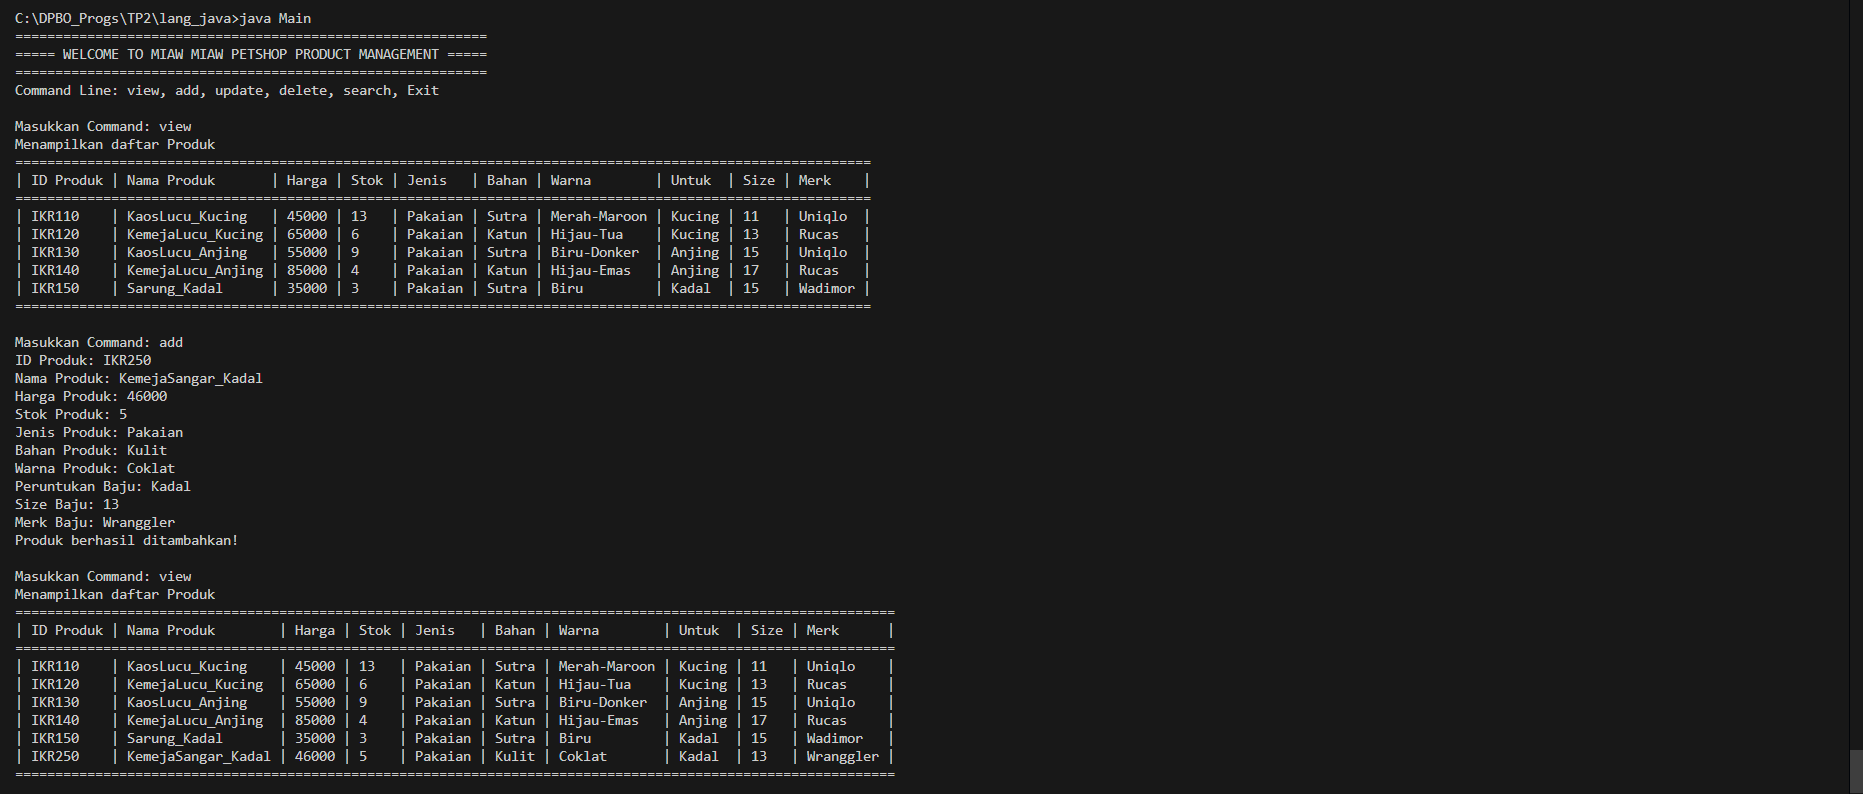 C:\DPBO_Progs\TP2\lang_java>java Main
===========================================================
===== WELCOME TO MIAW MIAW PETSHOP PRODUCT MANAGEMENT =====
===========================================================
Command Line: view, add, update, delete, search, Exit
Masukkan Command: view
Menampilkan daftar Produk
===========================================================================================================
| ID Produk | Nama Produk       | Harga | Stok | Jenis   | Bahan | Warna        | Untuk  | Size | Merk    |
===========================================================================================================
| IKR110    | KaosLucu_Kucing   | 45000 | 13   | Pakaian | Sutra | Merah-Maroon | Kucing | 11   | Uniqlo  |
| IKR120    | KemejaLucu_Kucing | 65000 | 6    | Pakaian | Katun | Hijau-Tua    | Kucing | 13   | Rucas   |
| IKR130    | KaosLucu_Anjing   | 55000 | 9    | Pakaian | Sutra | Biru-Donker  | Anjing | 15   | Uniqlo  |
| IKR140    | KemejaLucu_Anjing | 85000 | 4    | Pakaian | Katun | Hijau-Emas   | Anjing | 17   | Rucas   |
| IKR150    | Sarung_Kadal      | 35000 | 3    | Pakaian | Sutra | Biru         | Kadal  | 15   | Wadimor |
===========================================================================================================
Masukkan Command: add
ID Produk: IKR250
Nama Produk: KemejaSangar_Kadal
Harga Produk: 46000
Stok Produk: 5
Jenis Produk: Pakaian
Bahan Produk: Kulit
Warna Produk: Coklat
Peruntukan Baju: Kadal
Size Baju: 13
Merk Baju: Wranggler
Produk berhasil ditambahkan!
Masukkan Command: view
Menampilkan daftar Produk
==============================================================================================================
| ID Produk | Nama Produk        | Harga | Stok | Jenis   | Bahan | Warna        | Untuk  | Size | Merk      |
==============================================================================================================
| IKR110    | KaosLucu_Kucing    | 45000 | 13   | Pakaian | Sutra | Merah-Maroon | Kucing | 11   | Uniqlo    |
| IKR120    | KemejaLucu_Kucing  | 65000 | 6    | Pakaian | Katun | Hijau-Tua    | Kucing | 13   | Rucas     |
| IKR130    | KaosLucu_Anjing    | 55000 | 9    | Pakaian | Sutra | Biru-Donker  | Anjing | 15   | Uniqlo    |
| IKR140    | KemejaLucu_Anjing  | 85000 | 4    | Pakaian | Katun | Hijau-Emas   | Anjing | 17   | Rucas     |
| IKR150    | Sarung_Kadal       | 35000 | 3    | Pakaian | Sutra | Biru         | Kadal  | 15   | Wadimor   |
| IKR250    | KemejaSangar_Kadal | 46000 | 5    | Pakaian | Kulit | Coklat       | Kadal  | 13   | Wranggler |
==============================================================================================================